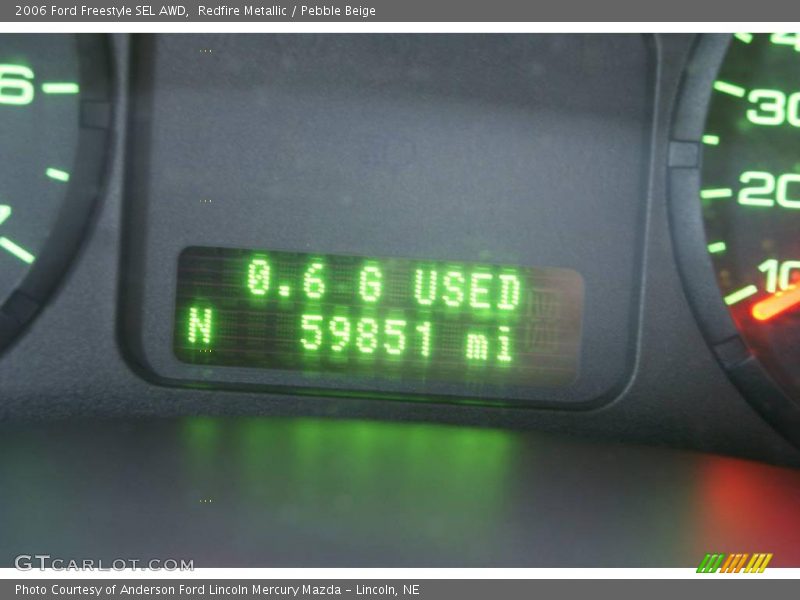 2006 Ford Freestyle SEL AWD, Redfire Metallic / Pebble Beige
6
7
30
20
10
0.6 G USED
N 59851 mi
GTCARLOT.COM
Photo Courtesy of Anderson Ford Lincoln Mercury Mazda - Lincoln, NE